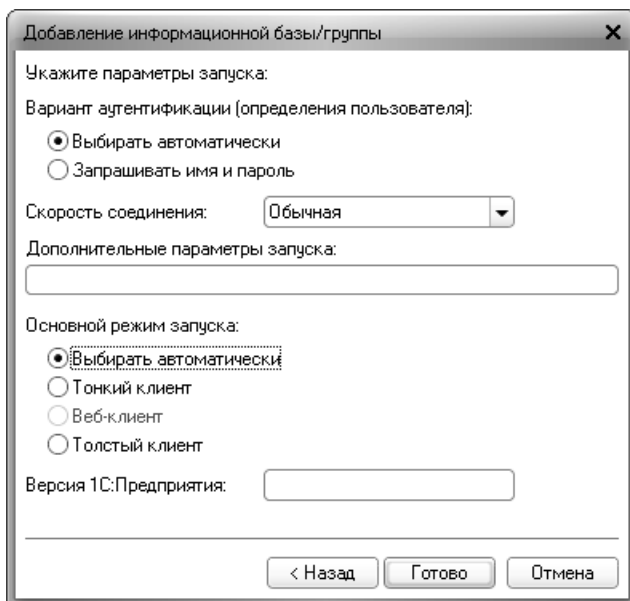 Добавление информационной базы/группы
Укажите параметры запуска:
Вариант аутентификации (определения пользователя):
Выбирать автоматически
Запрашивать имя и пароль
Скорость соединения: Обычная
Дополнительные параметры запуска:
Основной режим запуска:
Выбирать автоматически
Тонкий клиент
Веб-клиент
Толстый клиент
Версия 1С:Предприятия:
< Назад Готово Отмена